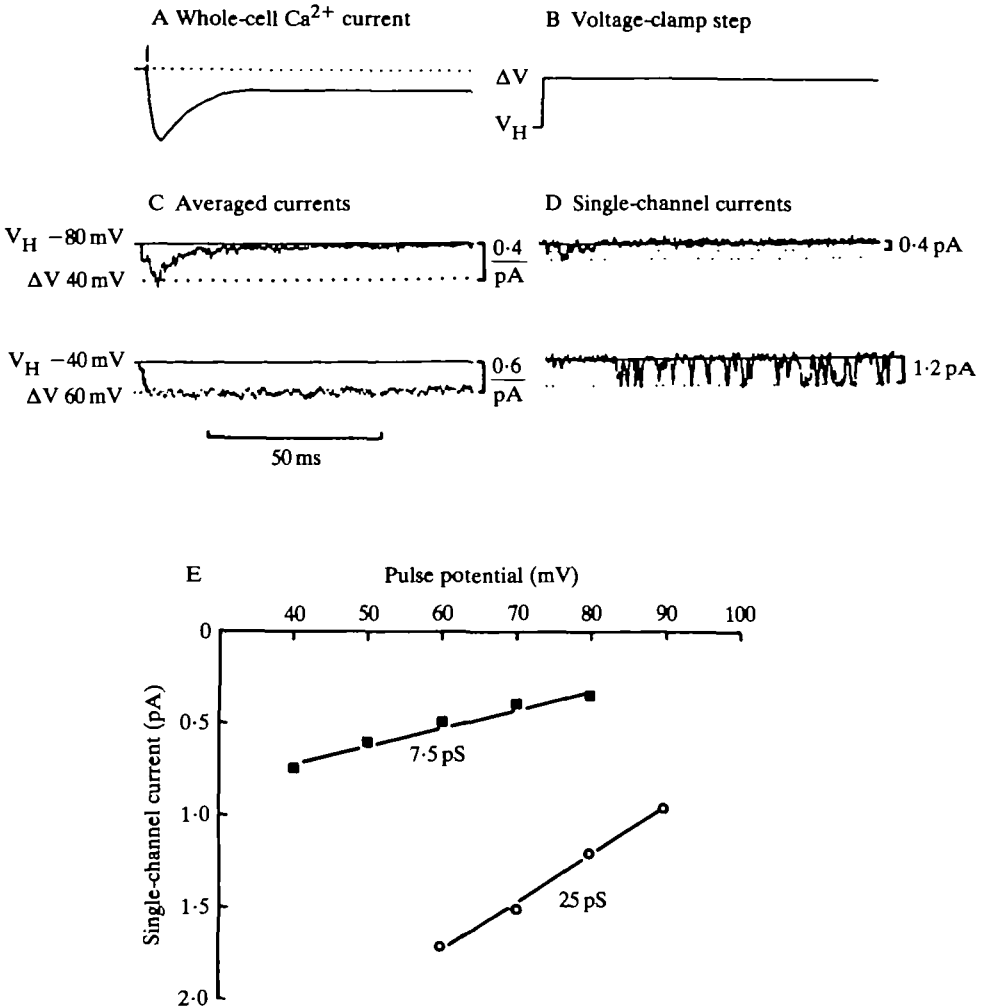 A Whole-cell Ca²⁺ current
B Voltage-clamp step
I
ΔV
V_H
C Averaged currents
D Single-channel currents
V_H −80 mV
ΔV 40 mV
0·4
pA
0·4 pA
V_H −40 mV
ΔV 60 mV
0·6
pA
1·2 pA
50 ms
E
Pulse potential (mV)
40 50 60 70 80 90 100
0
0·5
1·0
1·5
2·0
Single-channel current (pA)
7·5 pS
25 pS